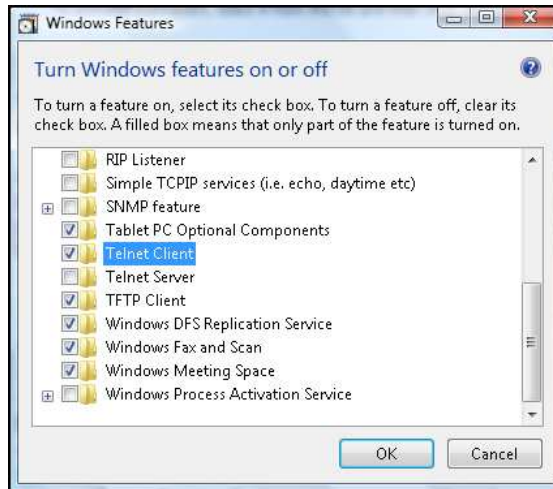 Windows Features
Turn Windows features on or off
To turn a feature on, select its check box. To turn a feature off, clear its
check box. A filled box means that only part of the feature is turned on.
RIP Listener
Simple TCPIP services (i.e. echo, daytime etc)
SNMP feature
Tablet PC Optional Components
Telnet Client
Telnet Server
TFTP Client
Windows DFS Replication Service
Windows Fax and Scan
Windows Meeting Space
Windows Process Activation Service
OK
Cancel